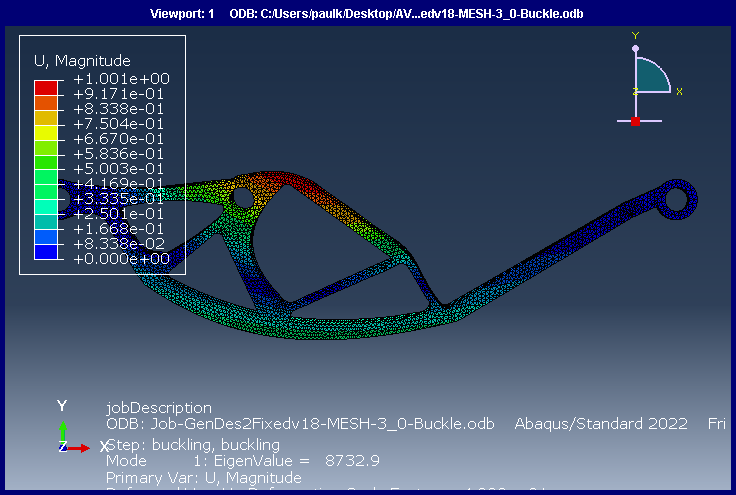 Viewport: 1 ODB: C:/Users/paulk/Desktop/AV...edv18-MESH-3_0-Buckle.odb
U, Magnitude
+1.001e+00
+9.171e-01
+8.338e-01
+7.504e-01
+6.670e-01
+5.836e-01
+5.003e-01
+4.169e-01
+3.335e-01
+2.501e-01
+1.668e-01
+8.338e-02
+0.000e+00
Y
Z
X
Y
Z
X
jobDescription
ODB: Job-GenDes2Fixedv18-MESH-3_0-Buckle.odb Abaqus/Standard 2022 Fri
Step: buckling, buckling
Mode 1: EigenValue = 8732.9
Primary Var: U, Magnitude